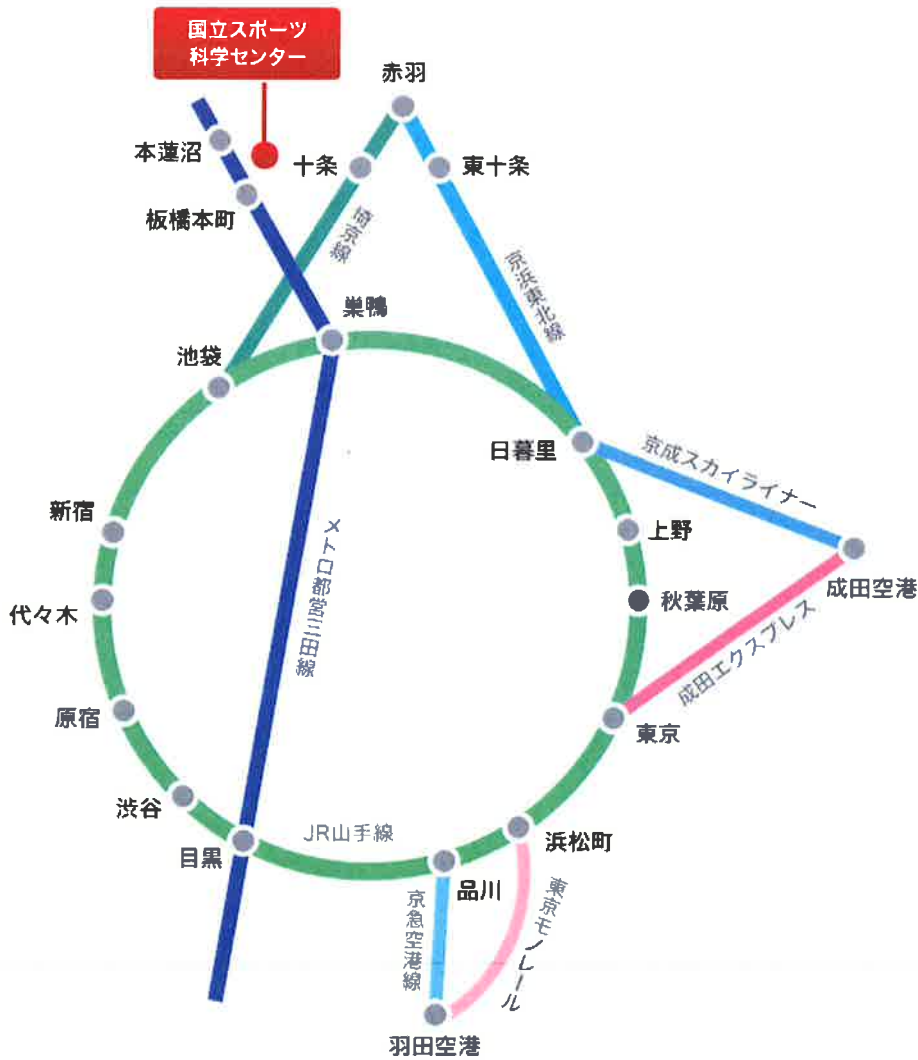 国立スポーツ
科学センター
赤羽
本蓮沼
十条
東十条
板橋本町
埼京線
京浜東北線
巣鴨
池袋
日暮里
京成スカイライナー
新宿
メトロ都営三田線
上野
成田空港
代々木
秋葉原
成田エクスプレス
原宿
東京
渋谷
JR山手線
浜松町
目黒
品川
京急空港線
東京モノレール
羽田空港